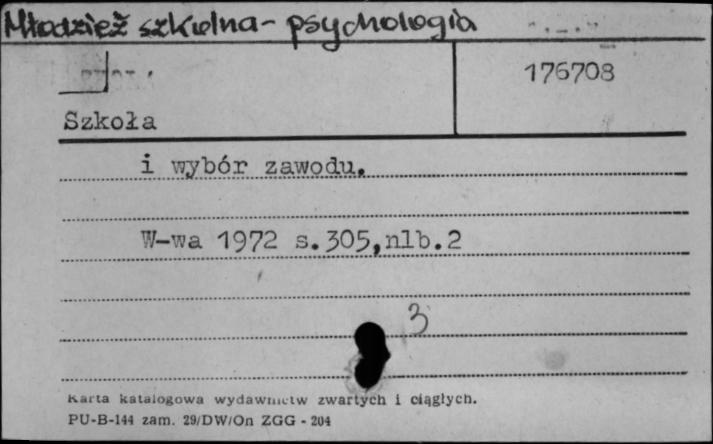 Młodzież szkolna - psychologia
176708
Szkoła
i wybór zawodu.
W-wa 1972 s.305,nlb.2
3
Karta katalogowa wydawnictw zwartych i ciągłych.
PU-B-144 zam. 29/DW/On ZGG - 204